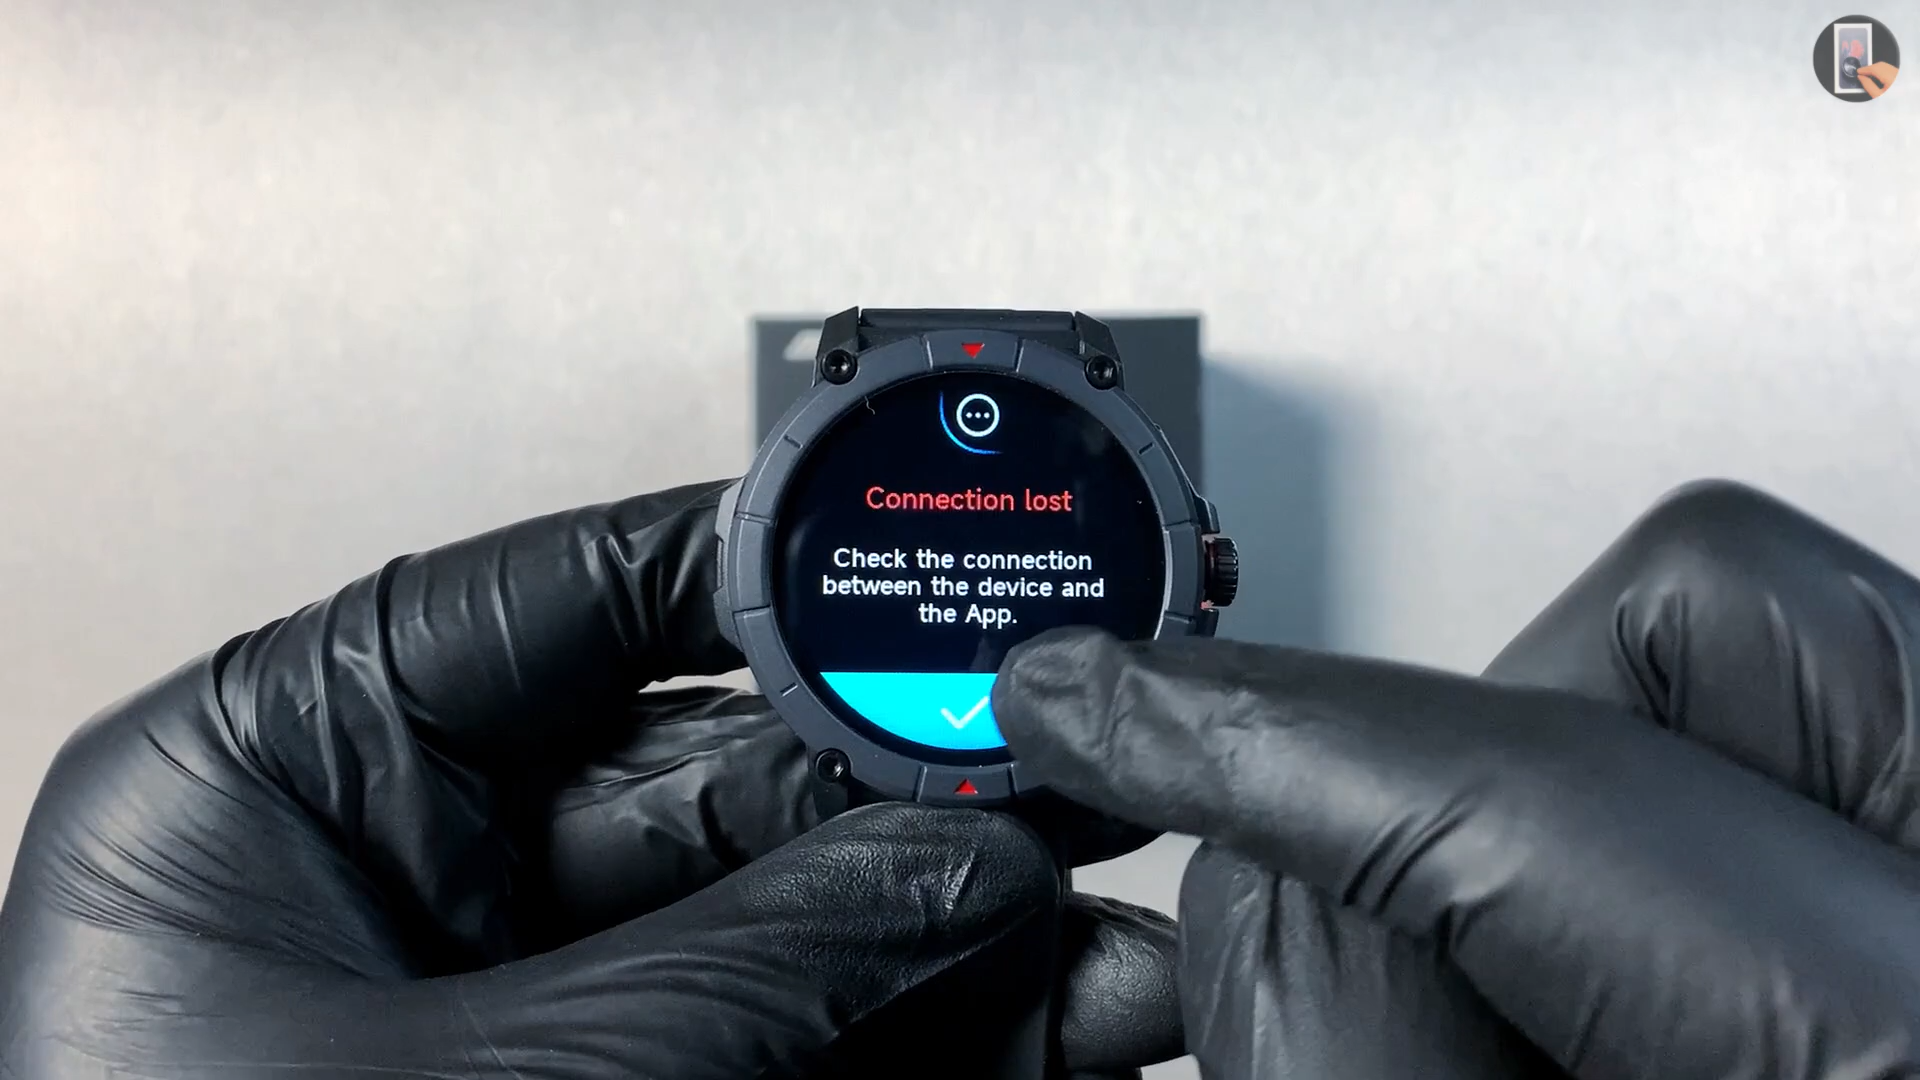 Connection lost
Check the connection
between the device and
the App.